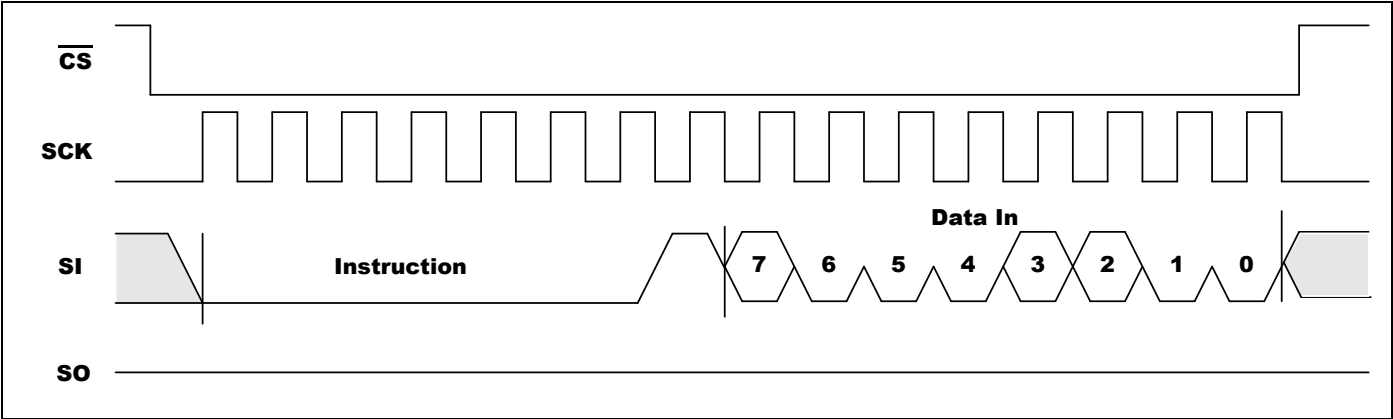 CS
SCK
Data In
SI Instruction 7 6 5 4 3 2 1 0
SO